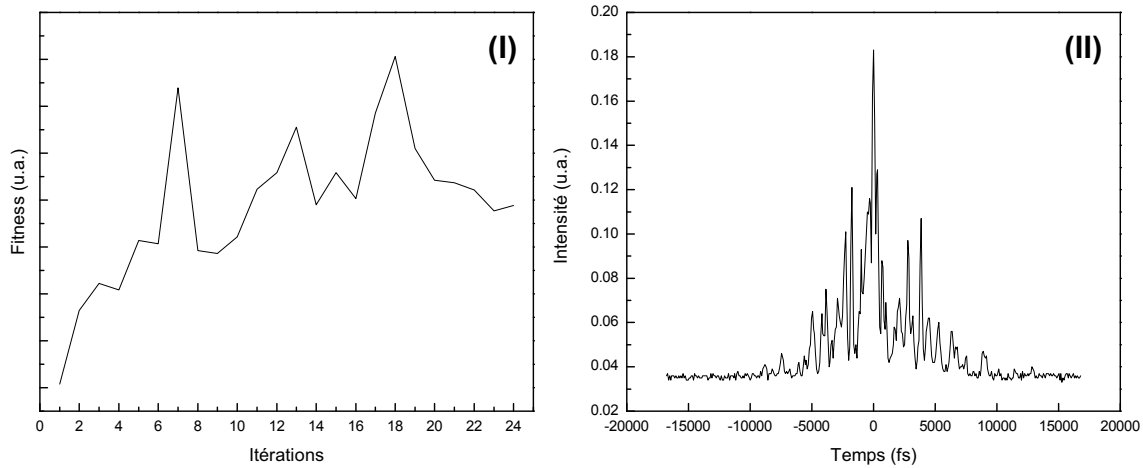 (I)
Fitness (u.a.)
0 2 4 6 8 10 12 14 16 18 20 22 24
Itérations
(II)
0.20
0.18
0.16
0.14
0.12
0.10
0.08
0.06
0.04
0.02
Intensité (u.a.)
-20000 -15000 -10000 -5000 0 5000 10000 15000 20000
Temps (fs)